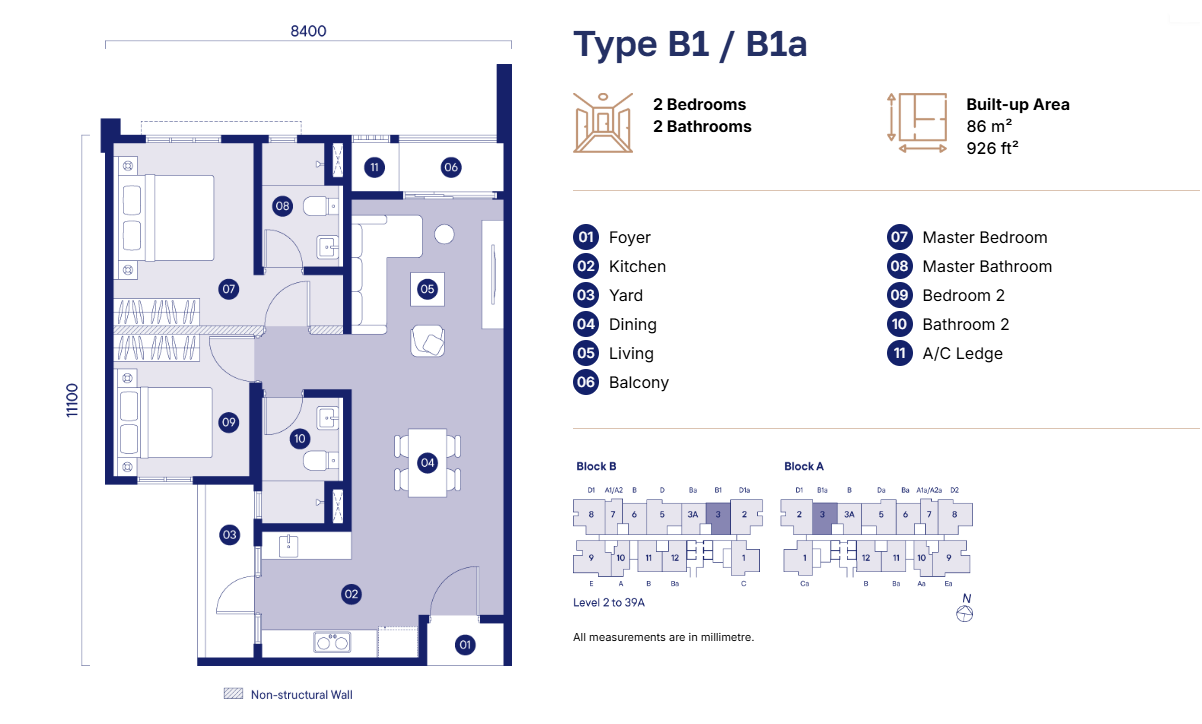 8400
11100
11
06
08
07
05
09
10
04
03
02
01
Non-structural Wall
Type B1 / B1a
2 Bedrooms
2 Bathrooms
Built-up Area
86 m²
926 ft²
01 Foyer
02 Kitchen
03 Yard
04 Dining
05 Living
06 Balcony
07 Master Bedroom
08 Master Bathroom
09 Bedroom 2
10 Bathroom 2
11 A/C Ledge
Block B
D1 A1/A2 B D Ba B1 D1a
8 7 6 5 3A 3 2
9 10 11 12 1
E A B Ba C
Block A
D1 B1a B Da Ba A1a/A2a D2
2 3 3A 5 6 7 8
1 12 11 10 9
Ca B Ba Aa Ea
Level 2 to 39A
N
All measurements are in millimetre.